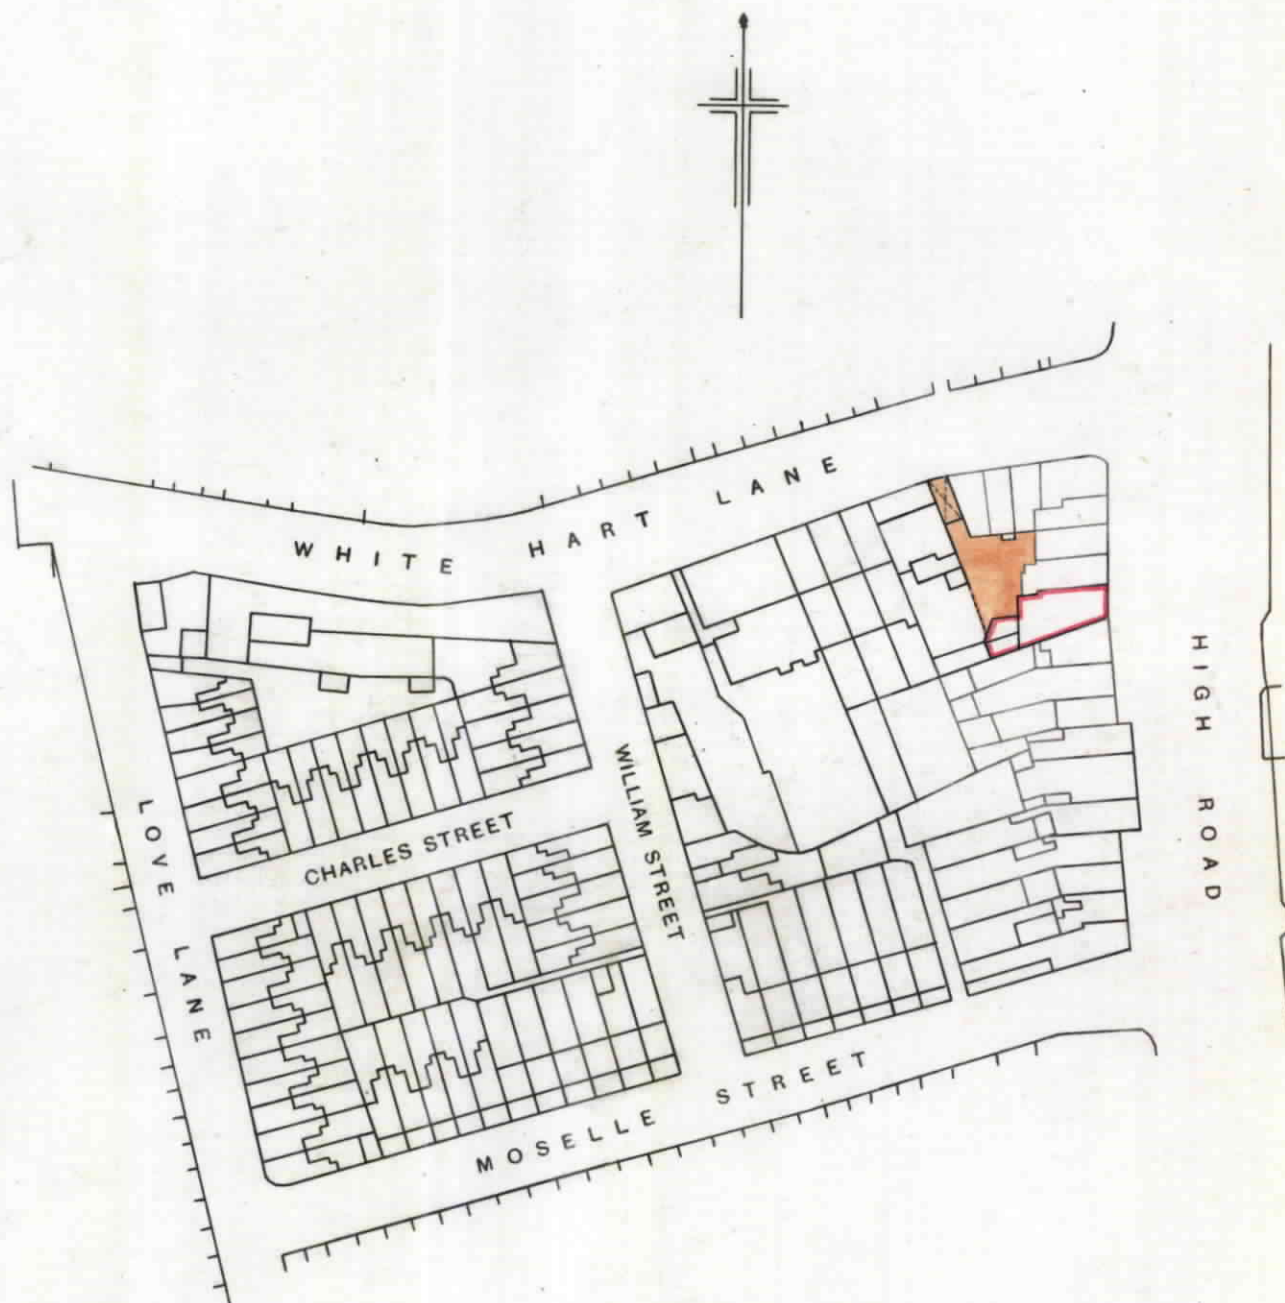 WHITE HART LANE
HIGH ROAD
WILLIAM STREET
LOVE LANE
CHARLES STREET
MOSELLE STREET